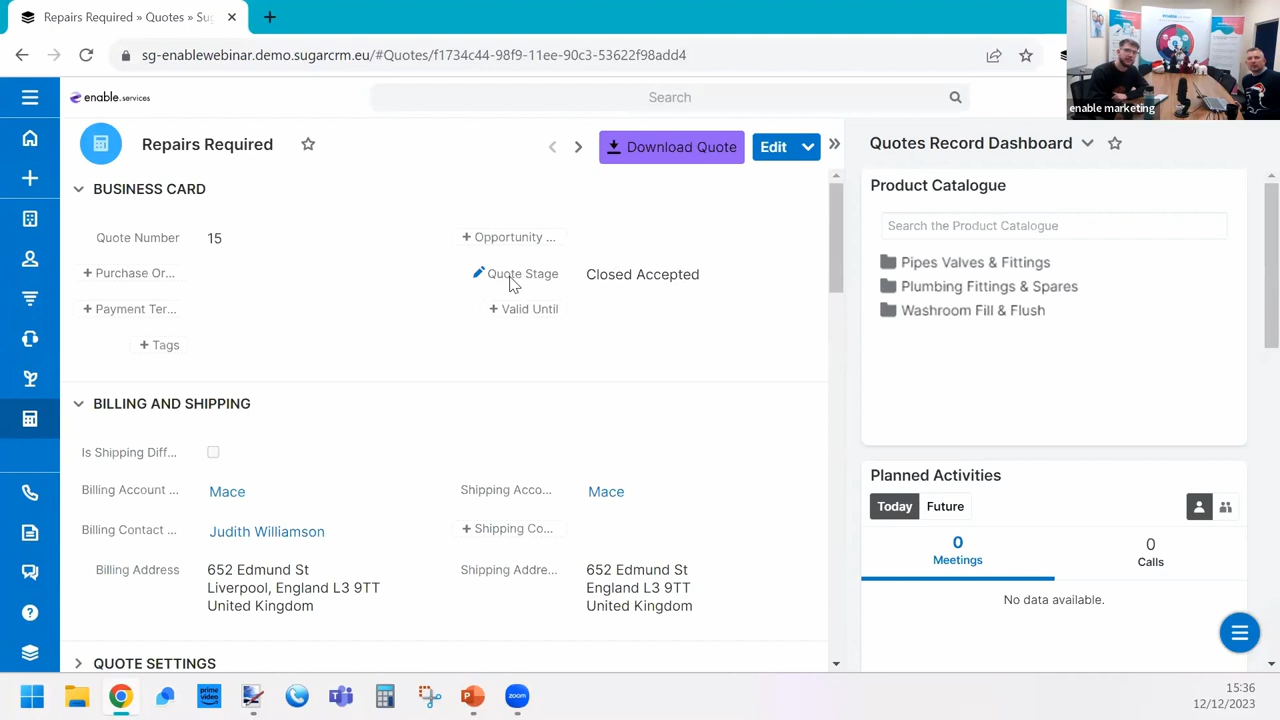 Repairs Required » Quotes » Su
sg-enablewebinar.demo.sugarcrm.eu/#Quotes/f1734c44-98f9-11ee-90c3-53622f98add4
enable marketing
enable.services
Search
Repairs Required
Download Quote
Edit
Quotes Record Dashboard
BUSINESS CARD
Quote Number 15
+ Opportunity ...
+ Purchase Or...
Quote Stage Closed Accepted
+ Payment Ter...
+ Valid Until
+ Tags
BILLING AND SHIPPING
Is Shipping Diff...
Billing Account ... Mace
Shipping Acco... Mace
Billing Contact ... Judith Williamson
+ Shipping Co...
Billing Address 652 Edmund St
Liverpool, England L3 9TT
United Kingdom
Shipping Addre... 652 Edmund St
England L3 9TT
United Kingdom
QUOTE SETTINGS
Product Catalogue
Search the Product Catalogue
Pipes Valves & Fittings
Plumbing Fittings & Spares
Washroom Fill & Flush
Planned Activities
Today Future
0 0
Meetings Calls
No data available.
prime
video
zoom
15:36
12/12/2023